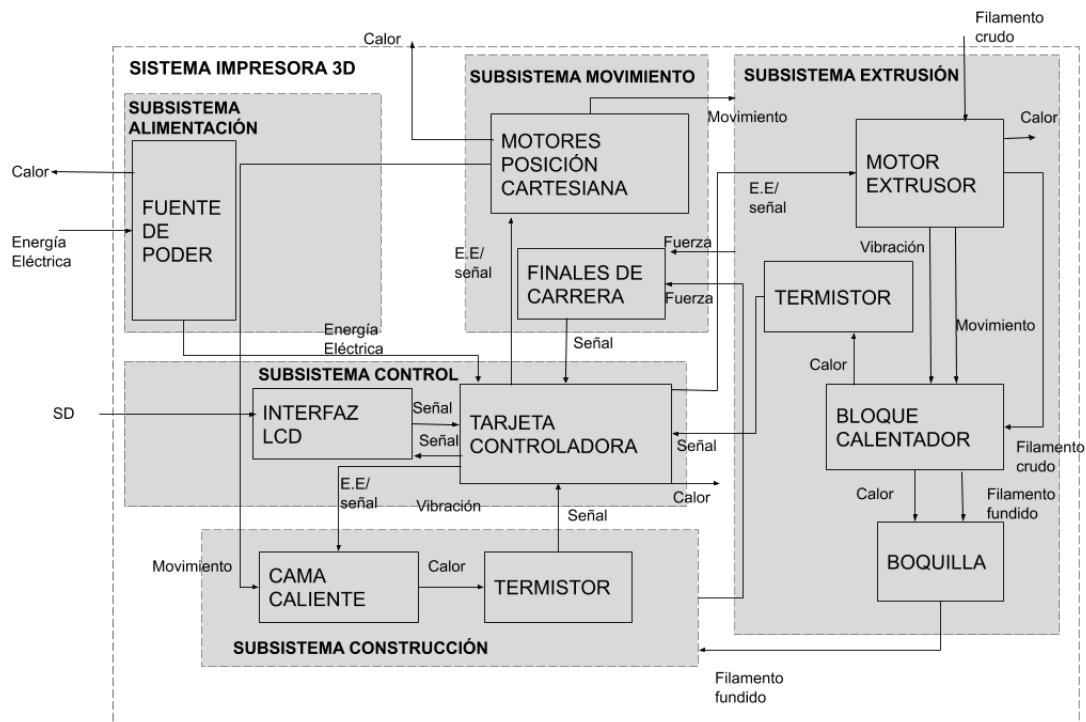 Filamento
crudo
Calor
SISTEMA IMPRESORA 3D
SUBSISTEMA MOVIMIENTO
SUBSISTEMA EXTRUSIÓN
SUBSISTEMA
ALIMENTACIÓN
Movimiento
Calor
MOTORES
POSICIÓN
CARTESIANA
MOTOR
EXTRUSOR
Calor
FUENTE
DE
PODER
E.E/
señal
Energía
Eléctrica
Vibración
Fuerza
E.E/
señal
FINALES DE
CARRERA
Fuerza
TERMISTOR
Energía
Eléctrica
Señal
Movimiento
Calor
SUBSISTEMA CONTROL
SD
INTERFAZ
LCD
Señal
Señal
TARJETA
CONTROLADORA
Señal
BLOQUE
CALENTADOR
Filamento
crudo
E.E/
señal
Vibración
Calor
Señal
Calor
Filamento
fundido
Movimiento
CAMA
CALIENTE
Calor
TERMISTOR
BOQUILLA
SUBSISTEMA CONSTRUCCIÓN
Filamento
fundido